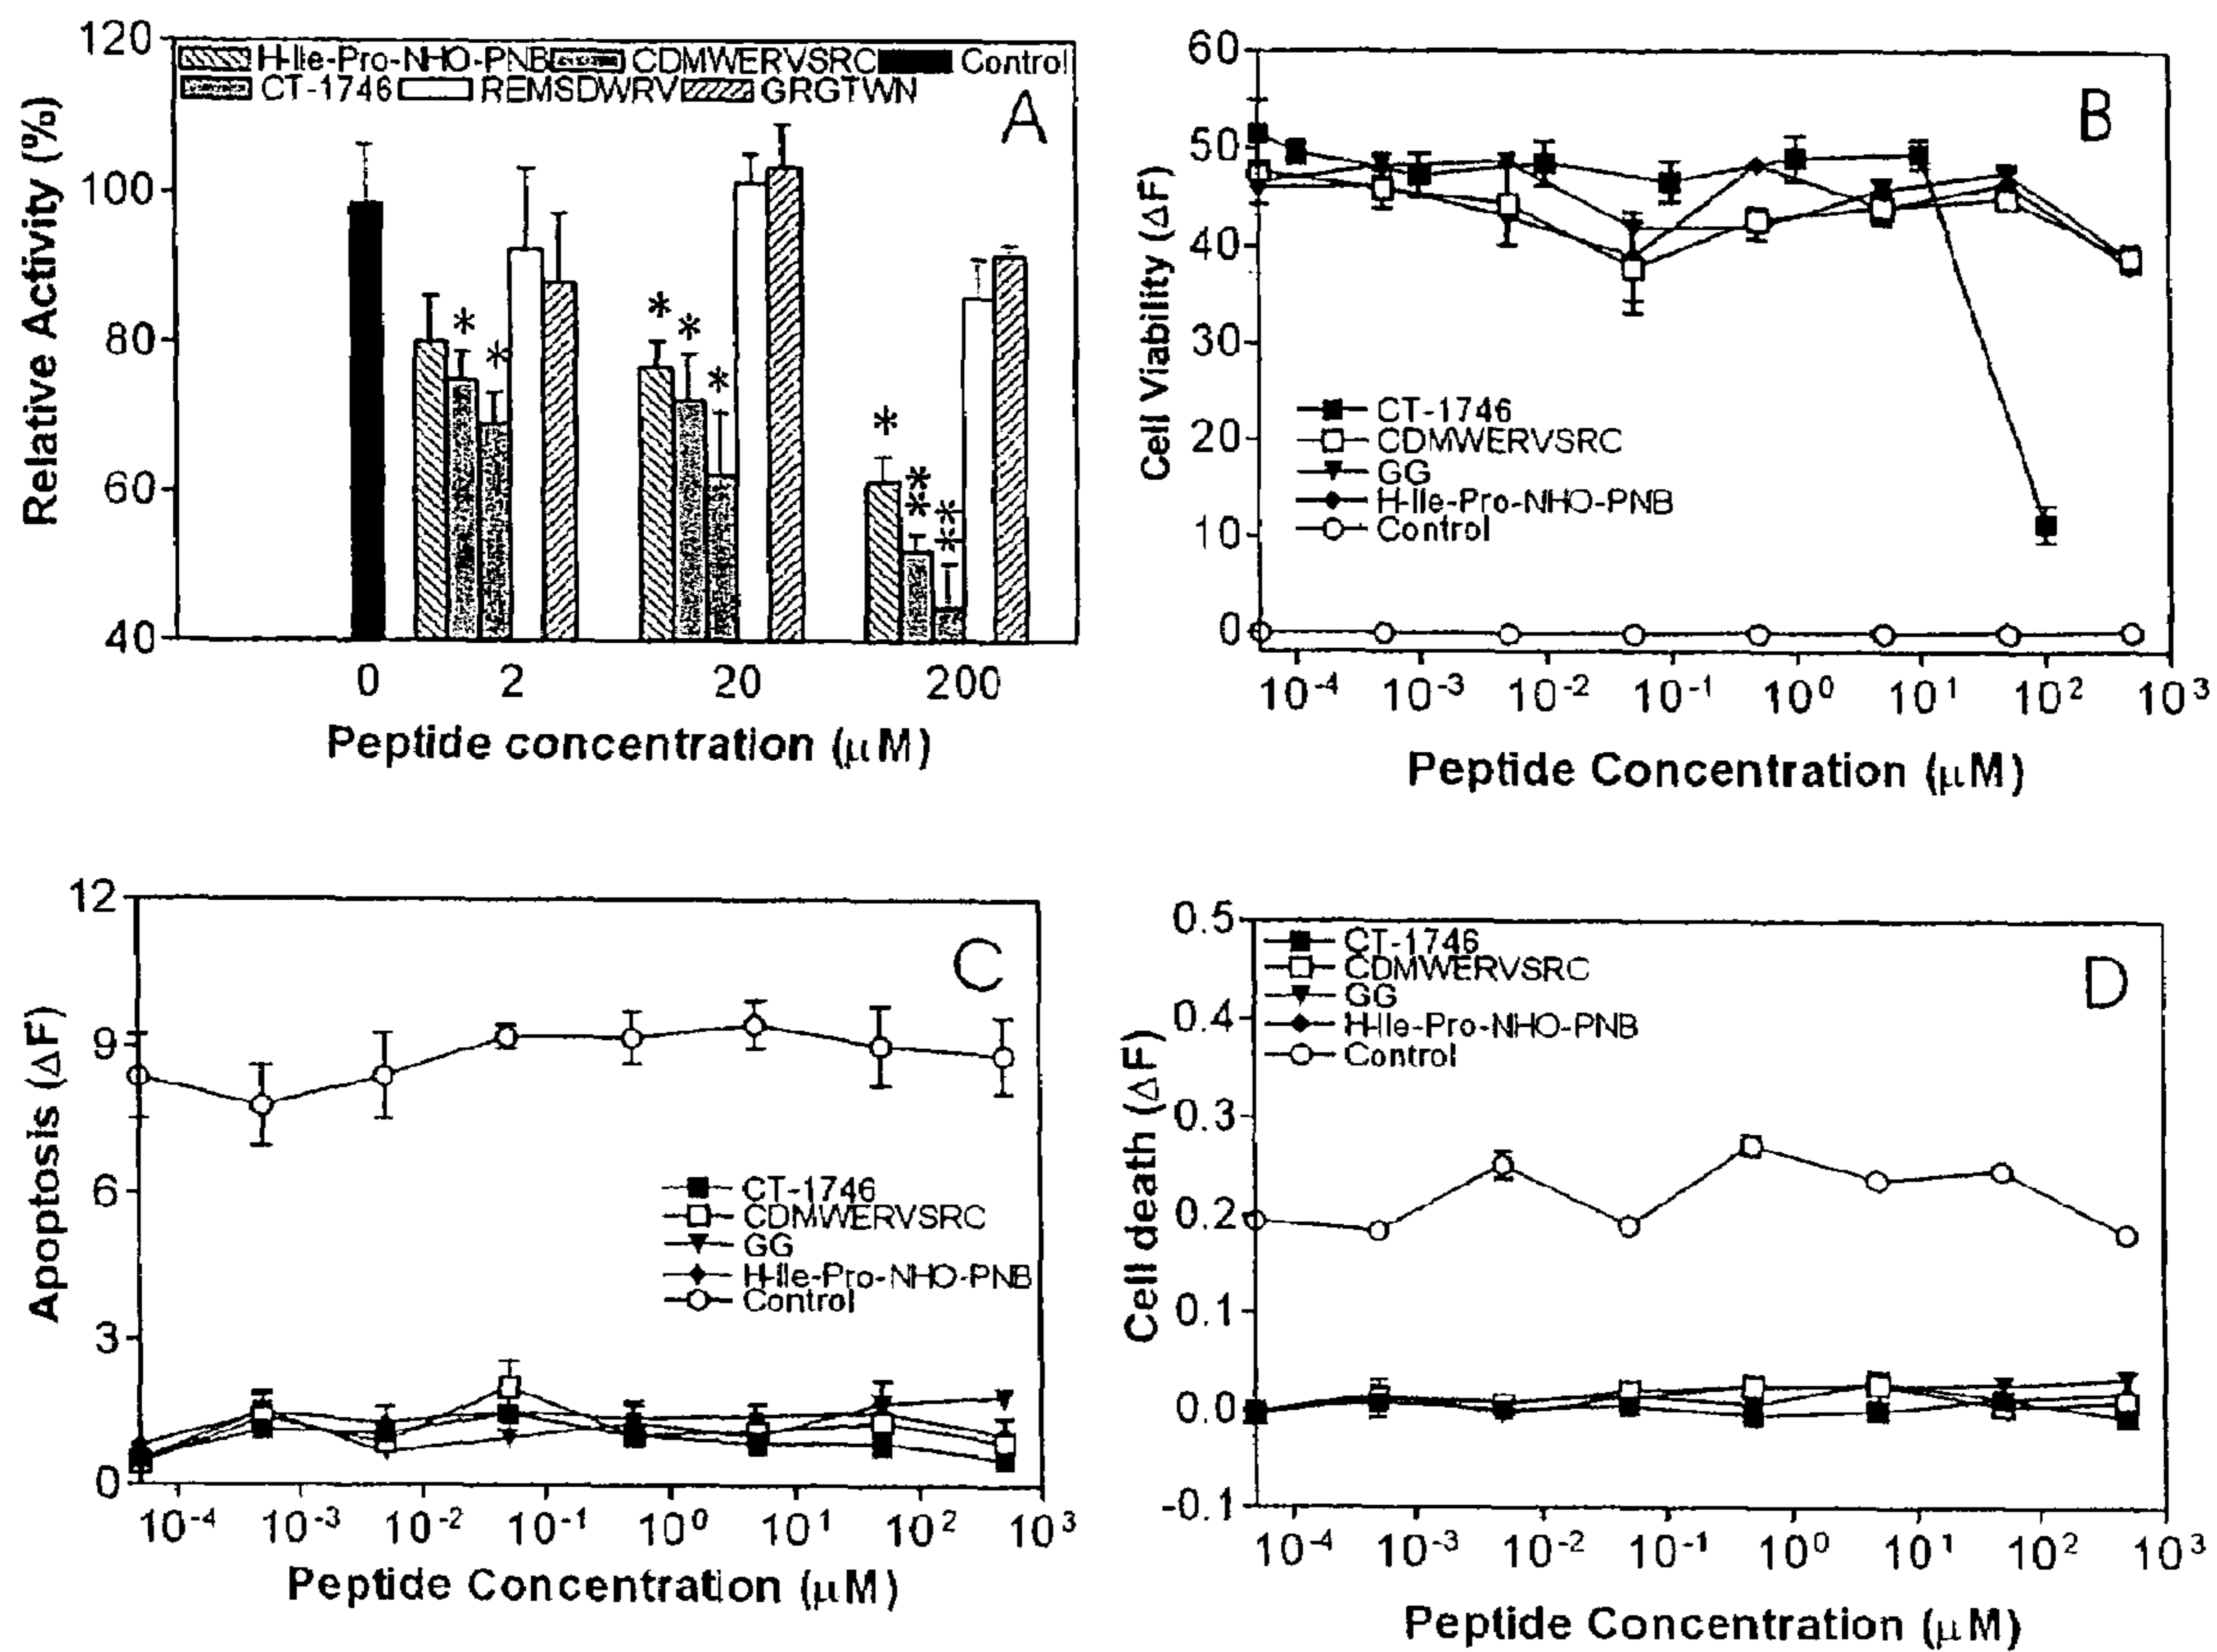 A
H-Ile-Pro-NHO-PNB CDMWERVSRC Control
CT-1746 REMSDWRV GRGTWN
Relative Activity (%)
120
100
80
60
40
* * * * * * ** **
0 2 20 200
Peptide concentration (μM)
B
Cell Viability (ΔF)
60
50
40
30
20
10
0
CT-1746
CDMWERVSRC
GG
H-Ile-Pro-NHO-PNB
Control
10⁻⁴ 10⁻³ 10⁻² 10⁻¹ 10⁰ 10¹ 10² 10³
Peptide Concentration (μM)
C
Apoptosis (ΔF)
12
9
6
3
0
CT-1746
CDMWERVSRC
GG
H-Ile-Pro-NHO-PNB
Control
10⁻⁴ 10⁻³ 10⁻² 10⁻¹ 10⁰ 10¹ 10² 10³
Peptide Concentration (μM)
D
Cell death (ΔF)
0.5
0.4
0.3
0.2
0.1
0.0
-0.1
CT-1746
CDMWERVSRC
GG
H-Ile-Pro-NHO-PNB
Control
10⁻⁴ 10⁻³ 10⁻² 10⁻¹ 10⁰ 10¹ 10² 10³
Peptide Concentration (μM)